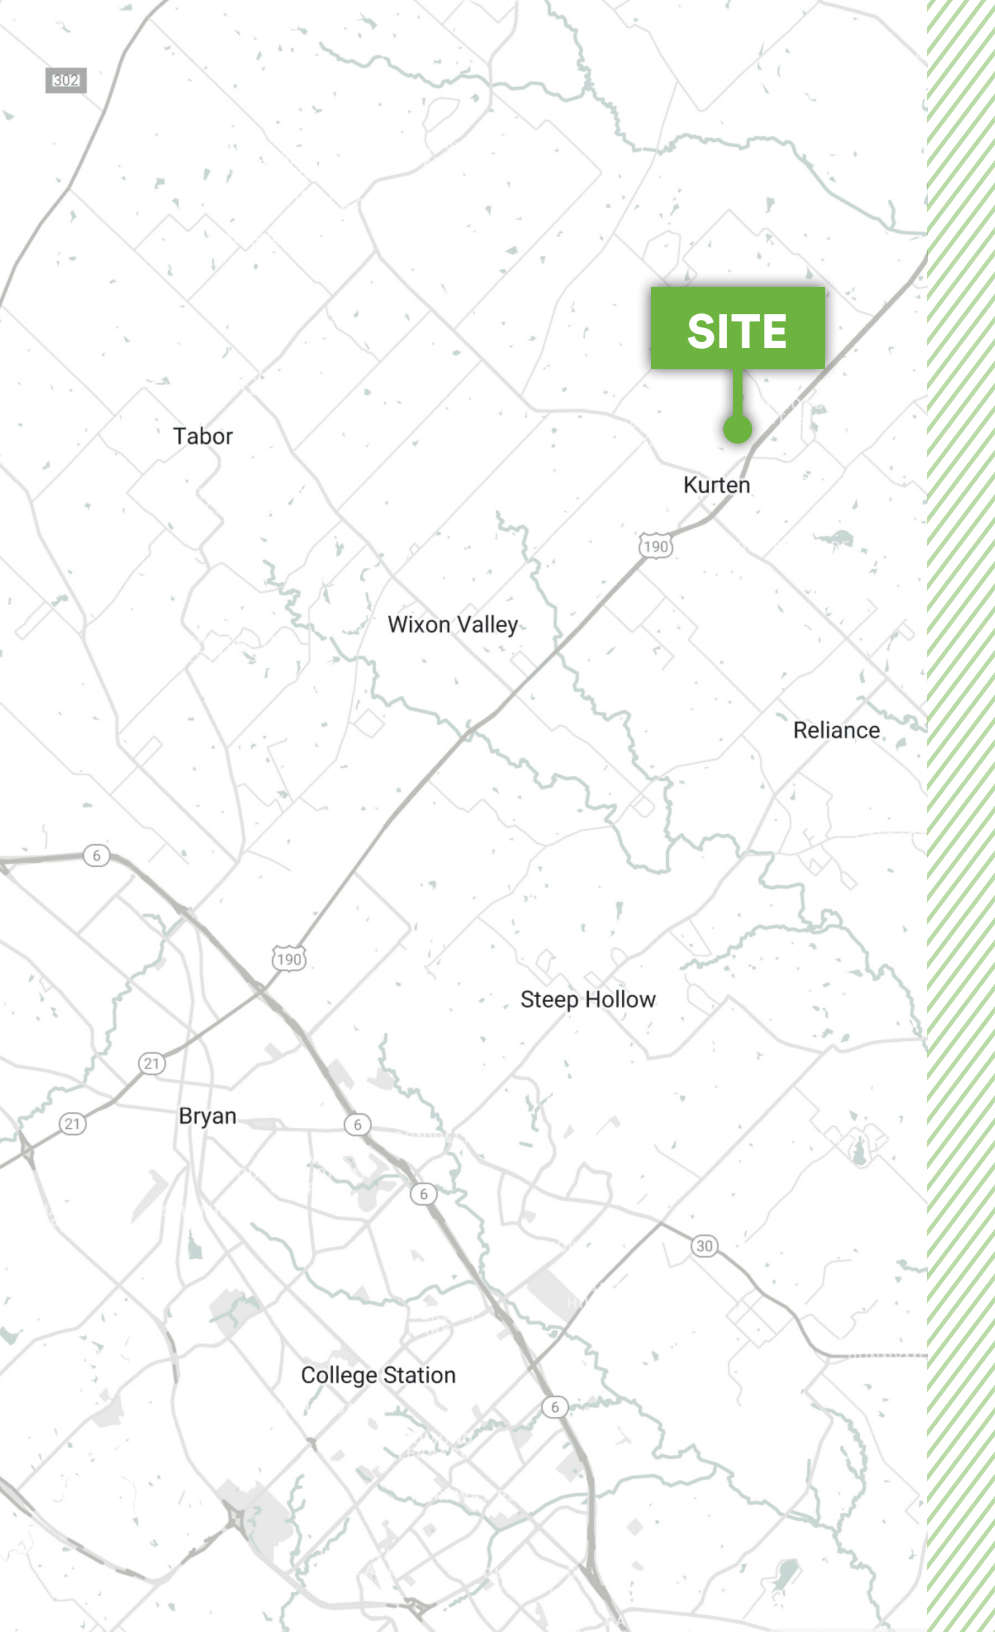 302
SITE
Tabor
Kurten
190
Wixon Valley
Reliance
6
190
Steep Hollow
21
Bryan
21
6
6
30
College Station
6